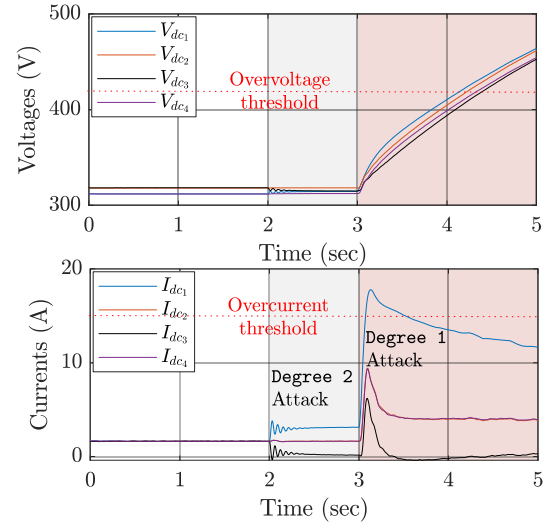 500
400
300
Voltages (V)
V_{dc_1}
V_{dc_2}
V_{dc_3}
V_{dc_4}
Overvoltage
threshold
0 1 2 3 4 5
Time (sec)
20
10
0
Currents (A)
I_{dc_1}
I_{dc_2}
I_{dc_3}
I_{dc_4}
Overcurrent
threshold
Degree 1
Attack
Degree 2
Attack
0 1 2 3 4 5
Time (sec)